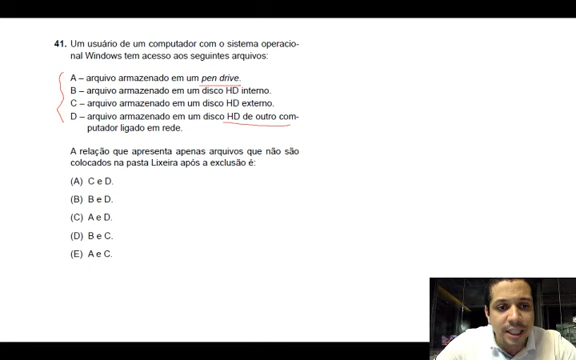 41. Um usuário de um computador com o sistema operacio-
nal Windows tem acesso aos seguintes arquivos:
A – arquivo armazenado em um pen drive.
B – arquivo armazenado em um disco HD interno.
C – arquivo armazenado em um disco HD externo.
D – arquivo armazenado em um disco HD de outro com-
putador ligado em rede.
A relação que apresenta apenas arquivos que não são
colocados na pasta Lixeira após a exclusão é:
(A) C e D.
(B) B e D.
(C) A e D.
(D) B e C.
(E) A e C.